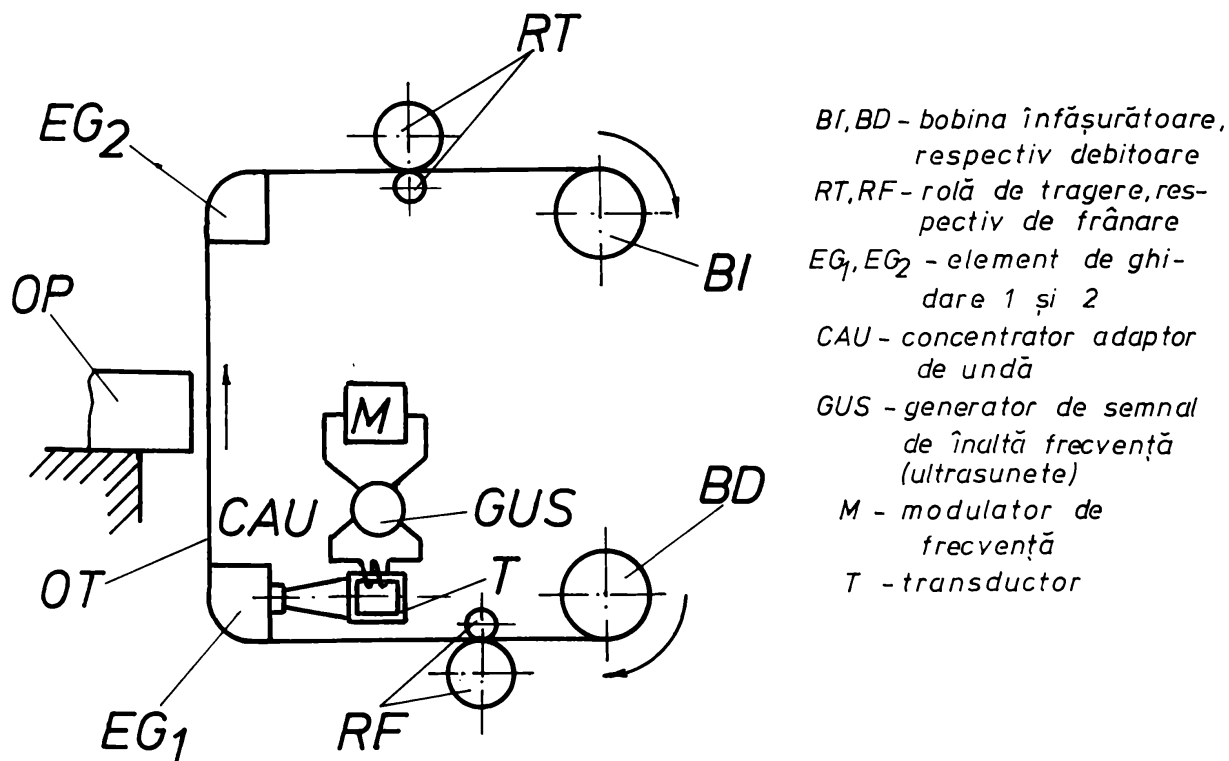 RT
EG2
BI
OP
M
CAU
GUS
BD
T
OT
EG1
RF
BI, BD - bobina înfășurătoare,
respectiv debitoare
RT, RF - rolă de tragere, res-
pectiv de frânare
EG1, EG2 - element de ghi-
dare 1 și 2
CAU - concentrator adaptor
de undă
GUS - generator de semnal
de înaltă frecvență
(ultrasunete)
M - modulator de
frecvență
T - transductor